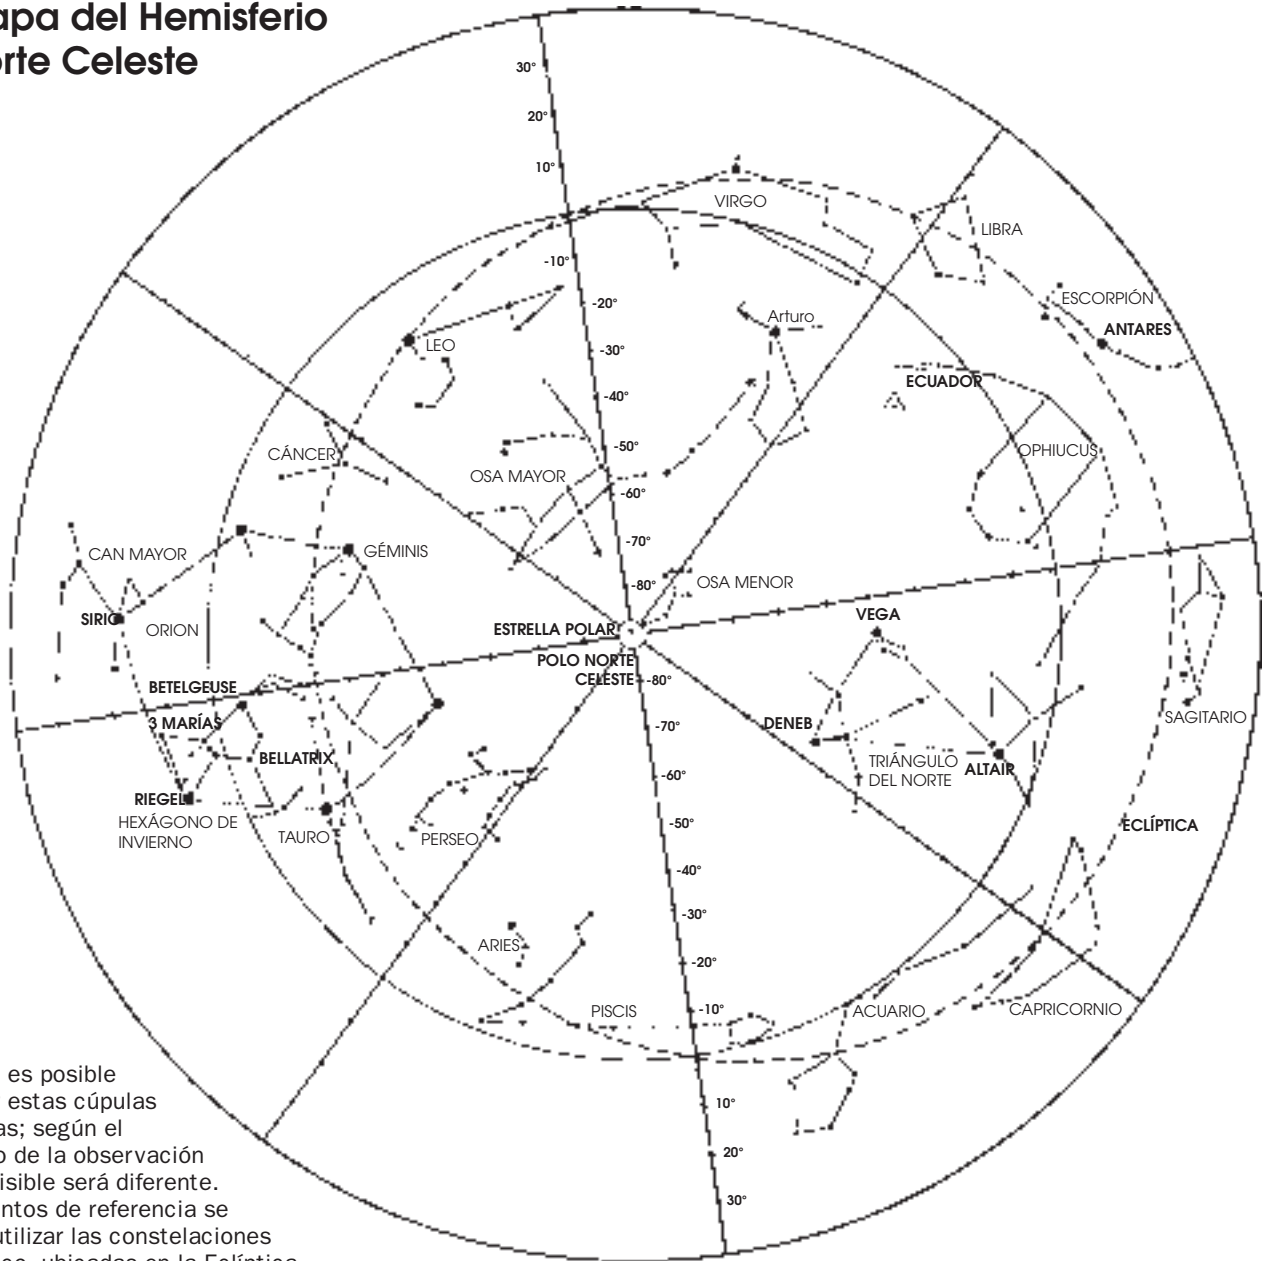 apa del Hemisferio
rte Celeste
30°
20°
10°
-10°
-20°
-30°
-40°
-50°
-60°
-70°
-80°
VIRGO
LIBRA
ESCORPIÓN
ANTARES
Arturo
LEO
ECUADOR
OPHIUCUS
CÁNCER
OSA MAYOR
CAN MAYOR
GÉMINIS
OSA MENOR
SIRIO
ORION
ESTRELLA POLAR
VEGA
POLO NORTE
CELESTE
BETELGEUSE
3 MARÍAS
BELLATRIX
DENEB
SAGITARIO
TRIÁNGULO
DEL NORTE
ALTAIR
RIEGEL
HEXÁGONO DE
INVIERNO
TAURO
PERSEO
ECLÍPTICA
-80°
-70°
-60°
-50°
-40°
-30°
-20°
-10°
10°
20°
30°
ARIES
PISCIS
ACUARIO
CAPRICORNIO
es posible
estas cúpulas
as; según el
o de la observación
isible será diferente.
ntos de referencia se
utilizar las constelaciones